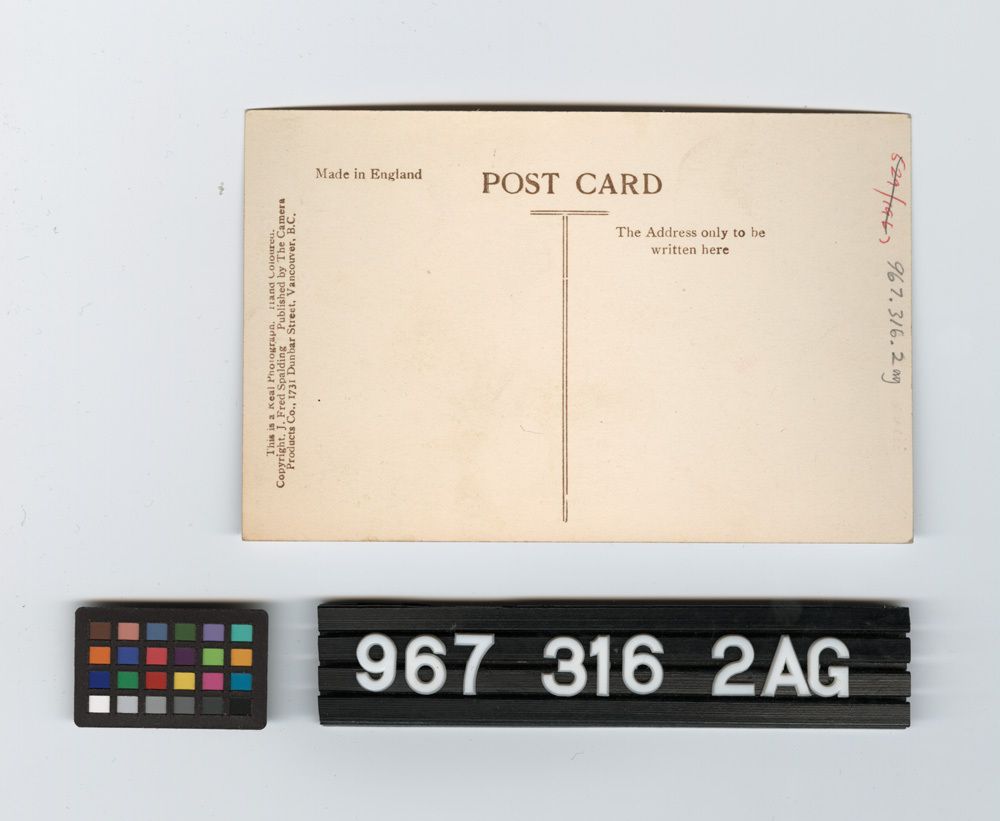 Made in England
POST CARD
The Address only to be
written here
This is a Real Photograph. Hand Coloured.
Copyright. J. Fred Spalding Published by The Camera
Products Co., 1731 Dunbar Street, Vancouver, B.C.
967.316.2ag
967 316 2AG